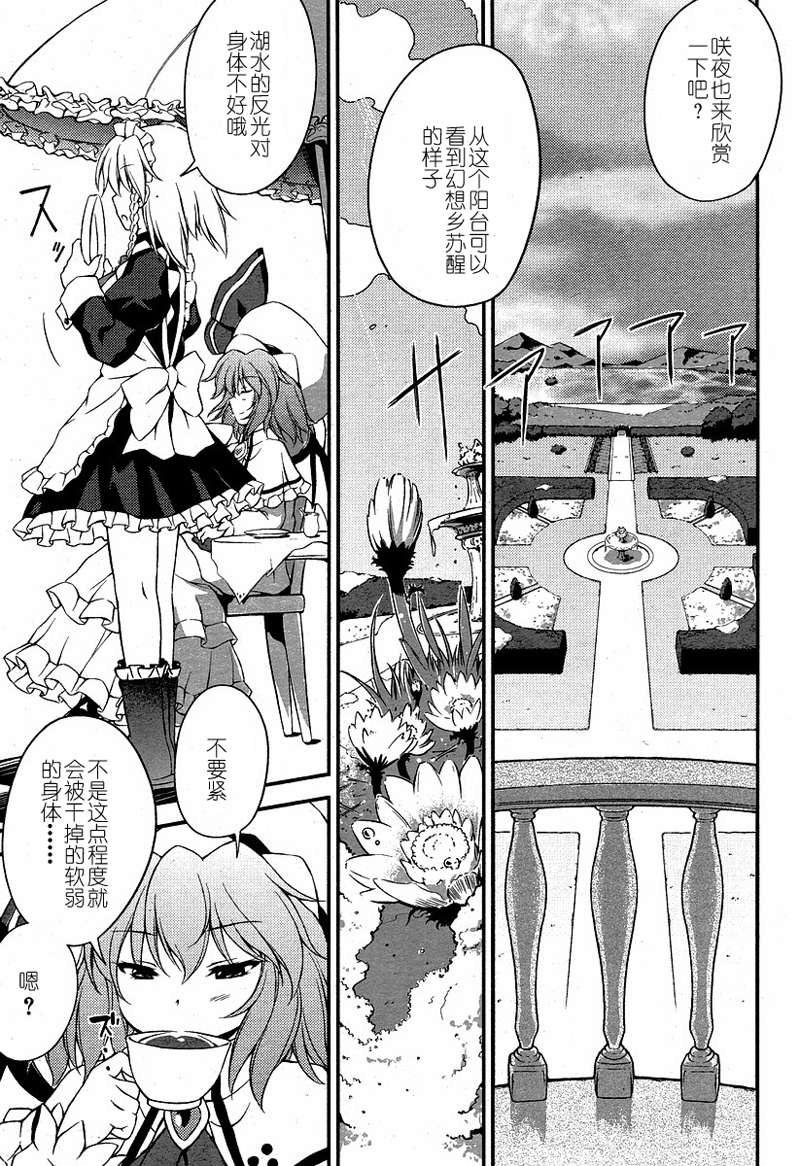 咲夜也来欣赏
一下吧？
从这个阳台可以
看到幻想乡苏醒
的样子
湖水的反光对
身体不好哦
スッ
不要紧
不是这点程度就
会被干掉的软弱
的身体……
嗯？